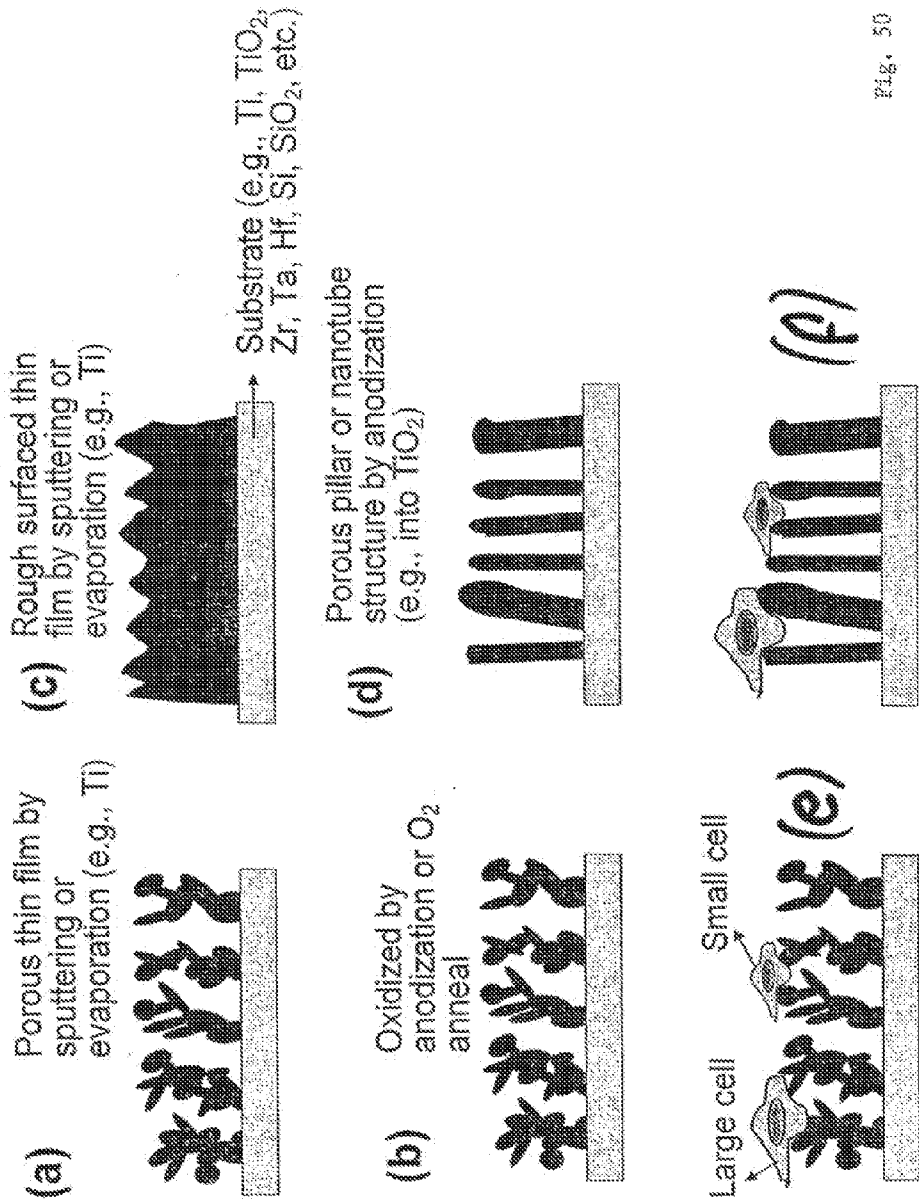 (a) Porous thin film by
sputtering or
evaporation (e.g., Ti)
(b) Oxidized by
anodization or O₂
anneal
Large cell
Small cell
(e)
(c) Rough surfaced thin
film by sputtering or
evaporation (e.g., Ti)
Substrate (e.g., Ti, TiO₂,
Zr, Ta, Hf, Si, SiO₂, etc.)
(d) Porous pillar or nanotube
structure by anodization
(e.g., into TiO₂)
(f)
Fig. 50